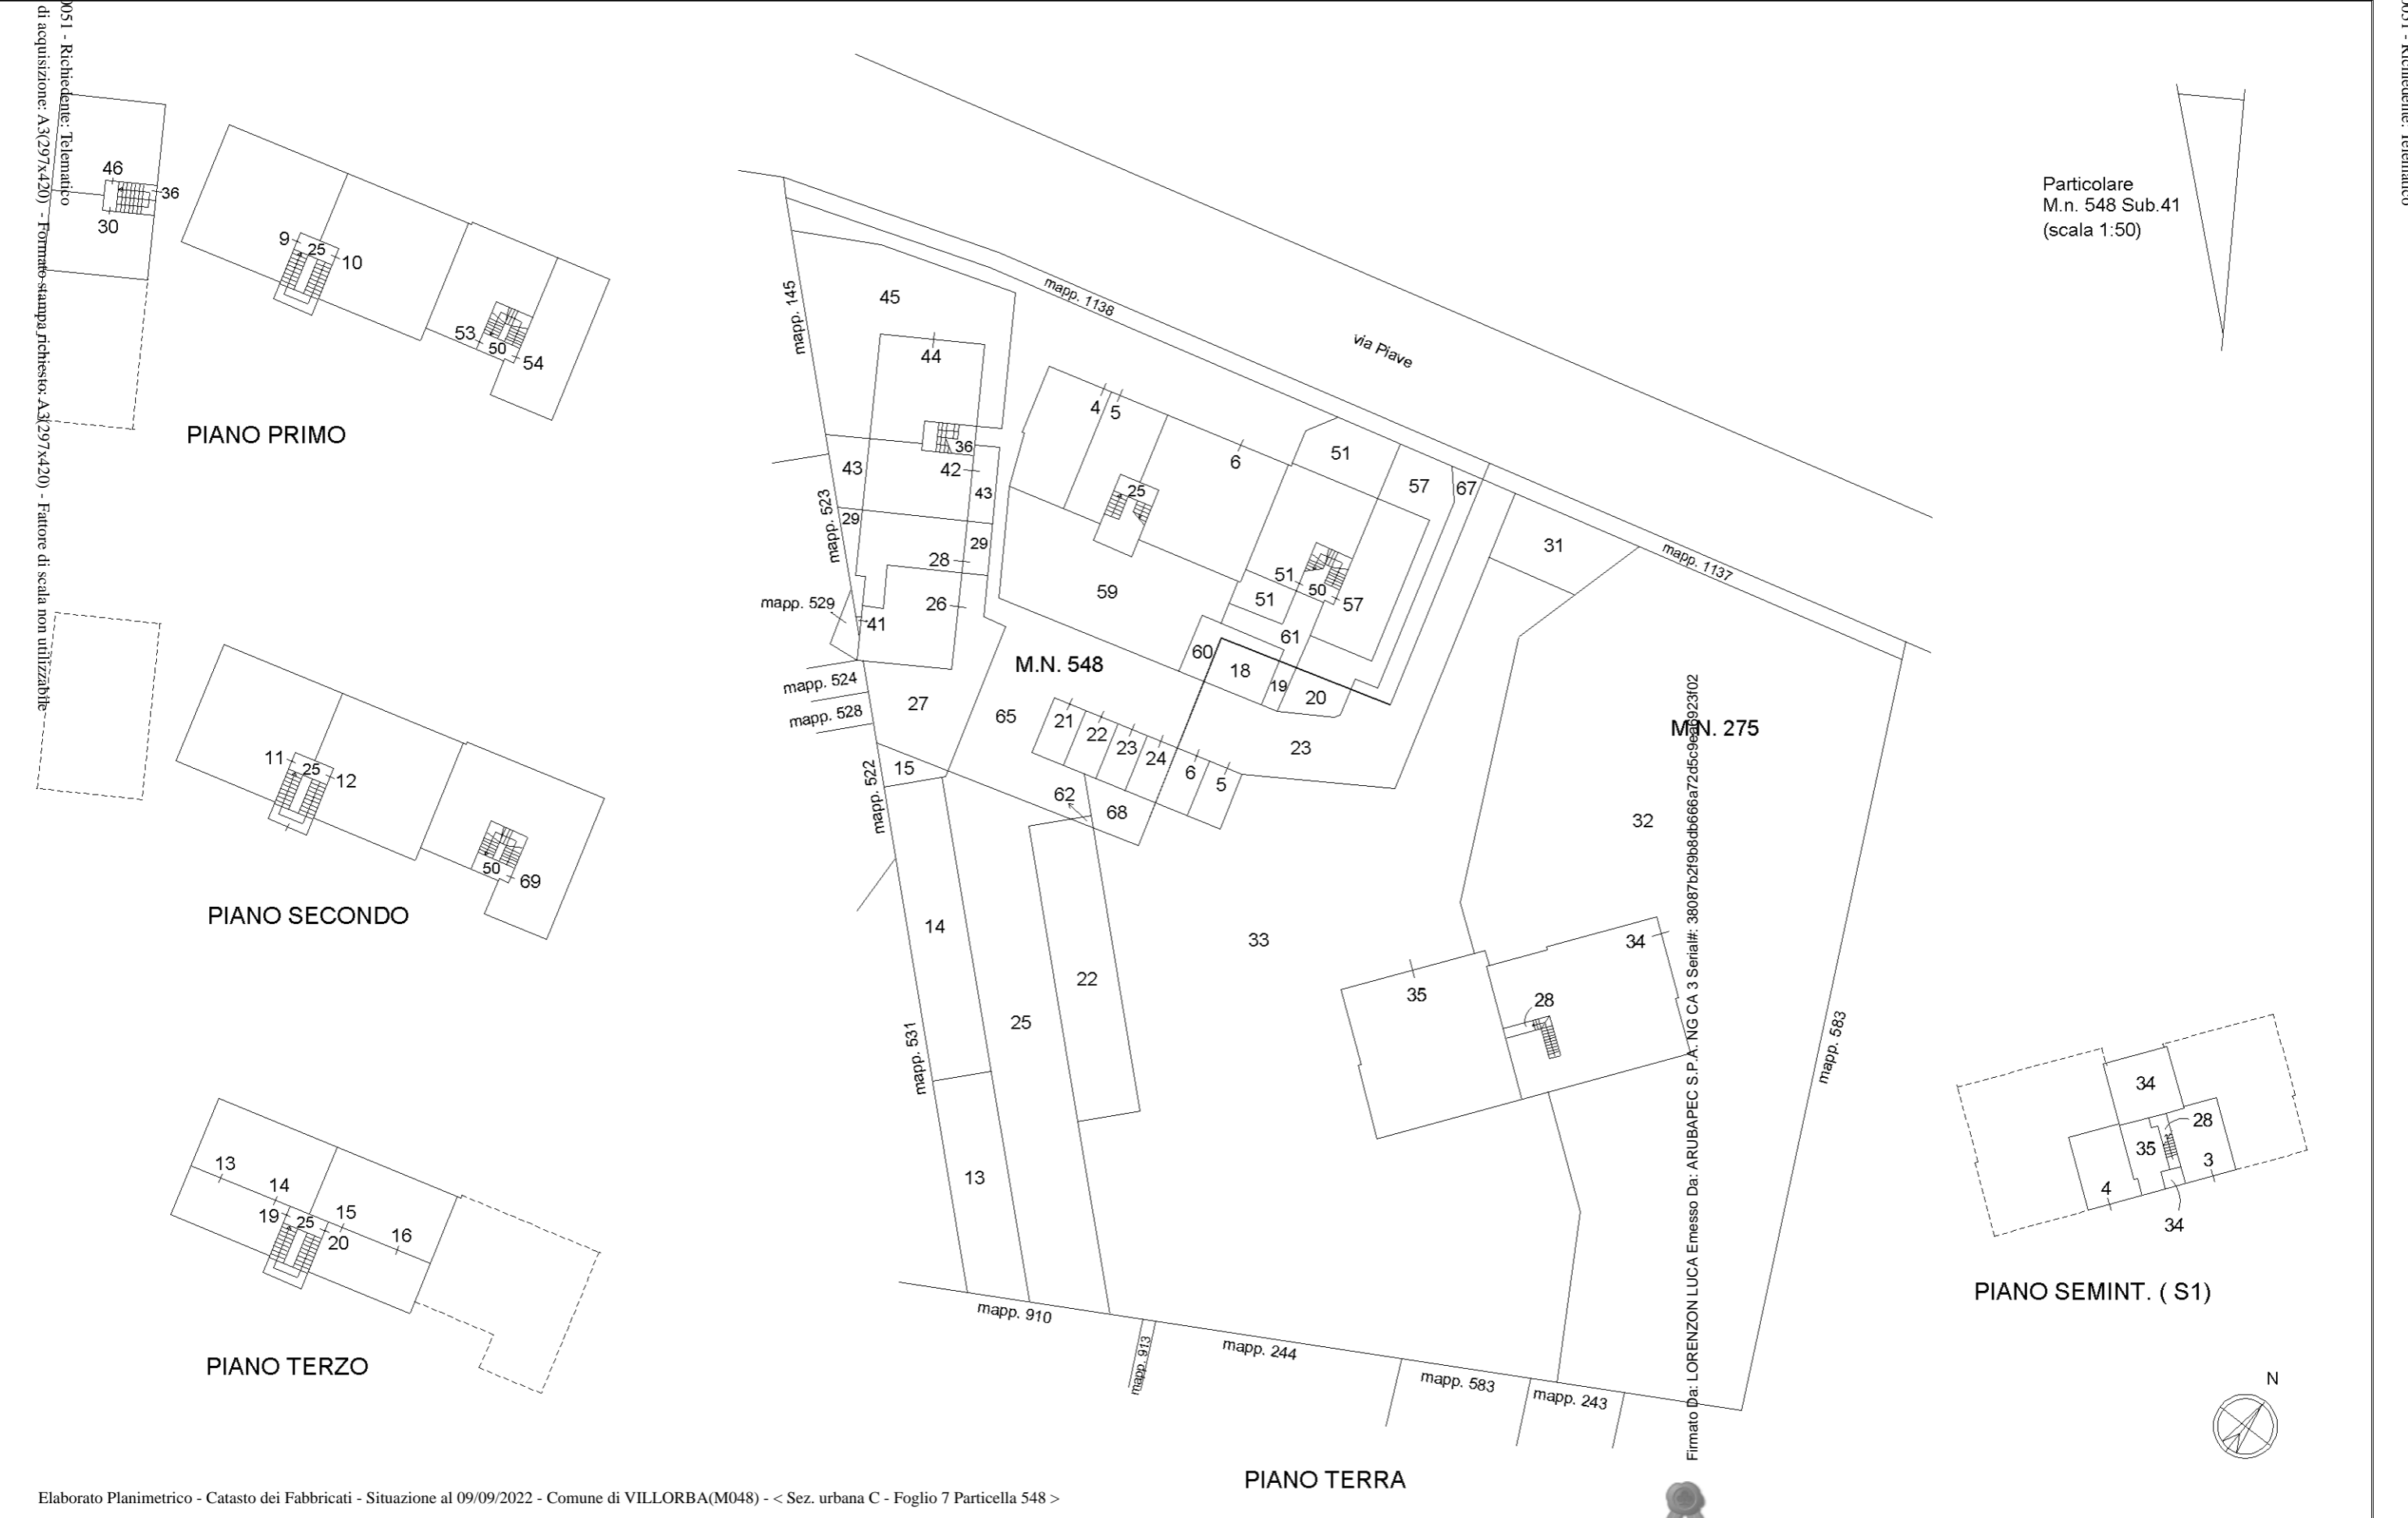 0051 - Richiedente: Telematico
di acquisizione: A3(297x420) - Formato stampa richiesto: A3(297x420) - Fattore di scala non utilizzabile
46
36
30
9
25
10
53
50
54
PIANO PRIMO
11
25
12
50
69
PIANO SECONDO
13
14
19
25
15
20
16
PIANO TERZO
via Piave
mapp. 1138
mapp. 1137
mapp. 145
mapp. 523
mapp. 529
mapp. 524
mapp. 528
mapp. 522
mapp. 531
45
44
36
43
42
43
29
29
28
26
41
27
15
4
5
6
25
51
57
67
51
50
57
51
59
61
60
18
19
20
M.N. 548
65
21
22
23
24
6
5
23
62
68
31
M.N. 275
32
14
22
25
33
13
34
35
28
mapp. 583
mapp. 910
mapp. 913
mapp. 244
mapp. 583
mapp. 243
PIANO TERRA
Firmato Da: LORENZON LUCA Emesso Da: ARUBAPEC S.P.A. NG CA 3 Serial#: 38087b2f9b8db666a72d5c9ea6923f02
Particolare
M.n. 548 Sub.41
(scala 1:50)
34
28
35
3
4
34
PIANO SEMINT. ( S1)
N
Elaborato Planimetrico - Catasto dei Fabbricati - Situazione al 09/09/2022 - Comune di VILLORBA(M048) - < Sez. urbana C - Foglio 7 Particella 548 >
0051 - Richiedente: Telematico